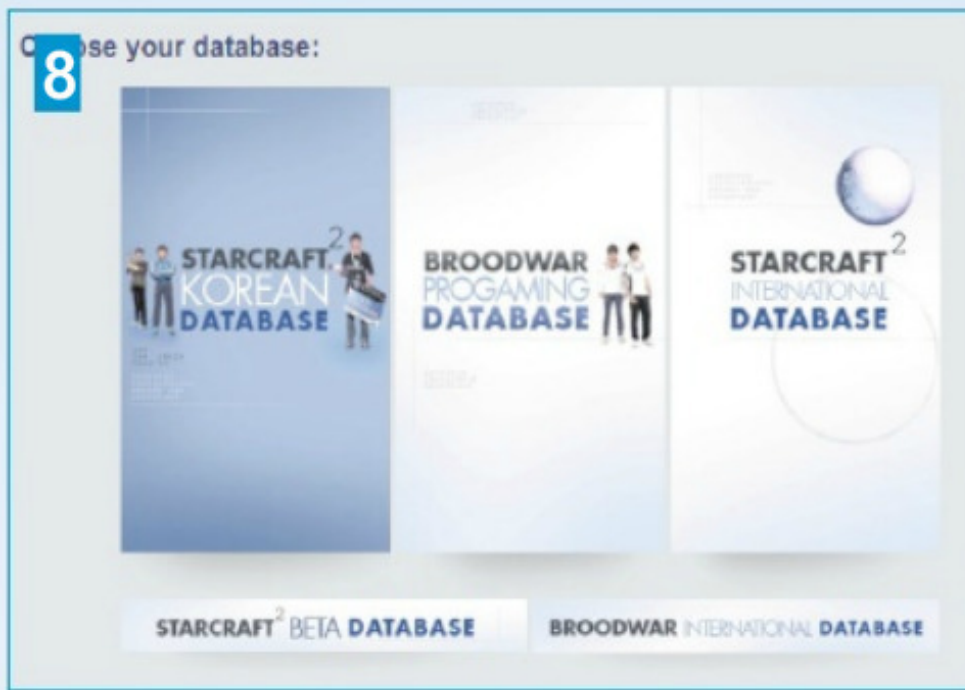 Choose your database:
8
STARCRAFT 2
KOREAN
DATABASE
BROODWAR
PROGAMING
DATABASE
STARCRAFT 2
INTERNATIONAL
DATABASE
STARCRAFT 2 BETA DATABASE
BROODWAR INTERNATIONAL DATABASE